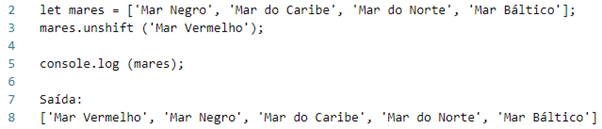 2 let mares = ['Mar Negro', 'Mar do Caribe', 'Mar do Norte', 'Mar Báltico'];
3 mares.unshift ('Mar Vermelho');
4
5 console.log (mares);
6
7 Saída:
8 ['Mar Vermelho', 'Mar Negro', 'Mar do Caribe', 'Mar do Norte', 'Mar Báltico']